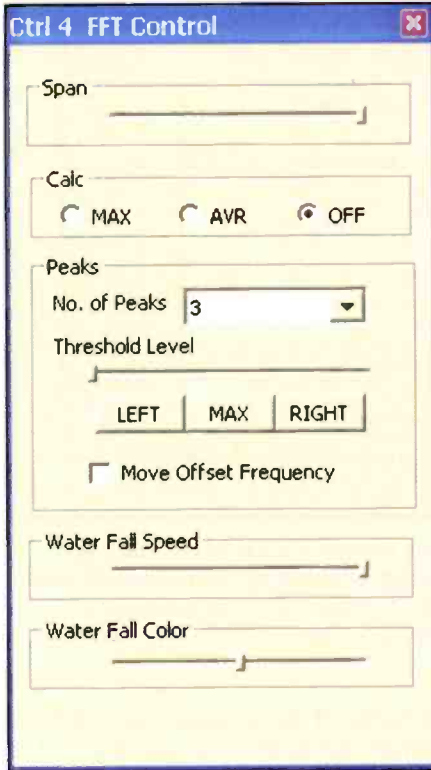 Ctrl 4 FFT Control
Span
Calc
MAX AVR OFF
Peaks
No. of Peaks 3
Threshold Level
LEFT MAX RIGHT
Move Offset Frequency
Water Fall Speed
Water Fall Color